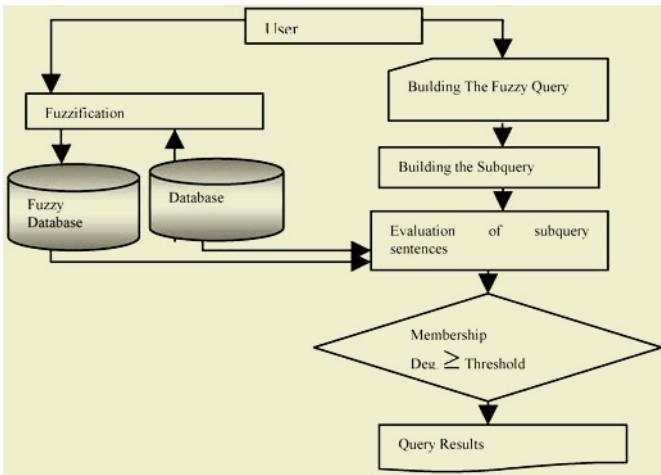 User
Building The Fuzzy Query
Fuzzification
Building the Subquery
Fuzzy
Database
Database
Evaluation of subquery
sentences
Membership
Deg. ≥ Threshold
Query Results